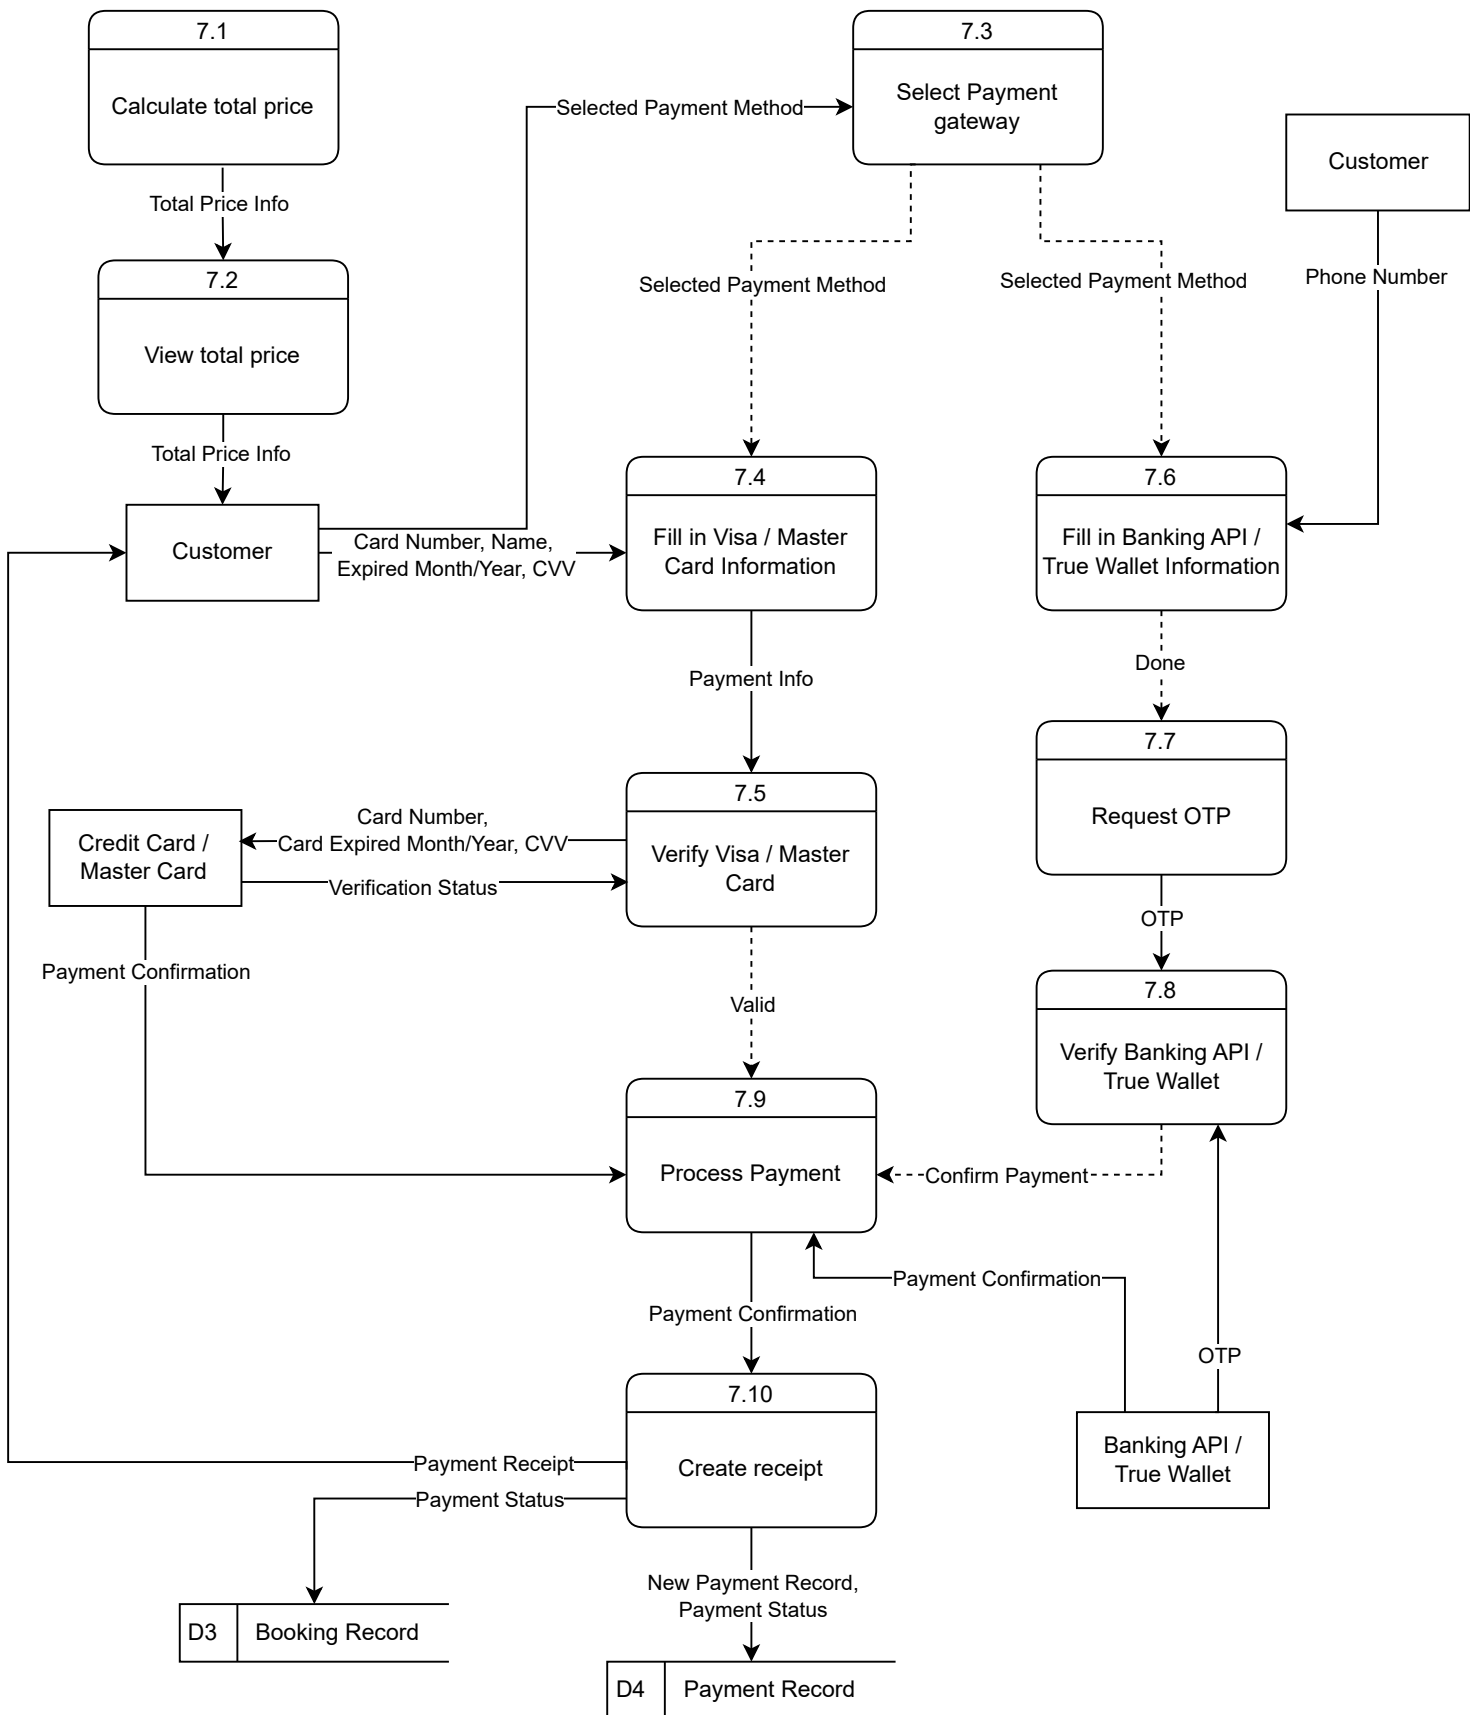 7.1
Calculate total price
Total Price Info
7.2
View total price
Total Price Info
Customer
Selected Payment Method
7.3
Select Payment
gateway
Customer
Phone Number
Selected Payment Method
Selected Payment Method
Card Number, Name,
Expired Month/Year, CVV
7.4
Fill in Visa / Master
Card Information
7.6
Fill in Banking API /
True Wallet Information
Payment Info
Done
7.7
Request OTP
Credit Card /
Master Card
Card Number,
Card Expired Month/Year, CVV
Verification Status
7.5
Verify Visa / Master
Card
OTP
Payment Confirmation
Valid
7.8
Verify Banking API /
True Wallet
7.9
Process Payment
Confirm Payment
Payment Confirmation
Payment Confirmation
OTP
7.10
Create receipt
Banking API /
True Wallet
Payment Receipt
Payment Status
New Payment Record,
Payment Status
D3
Booking Record
D4
Payment Record